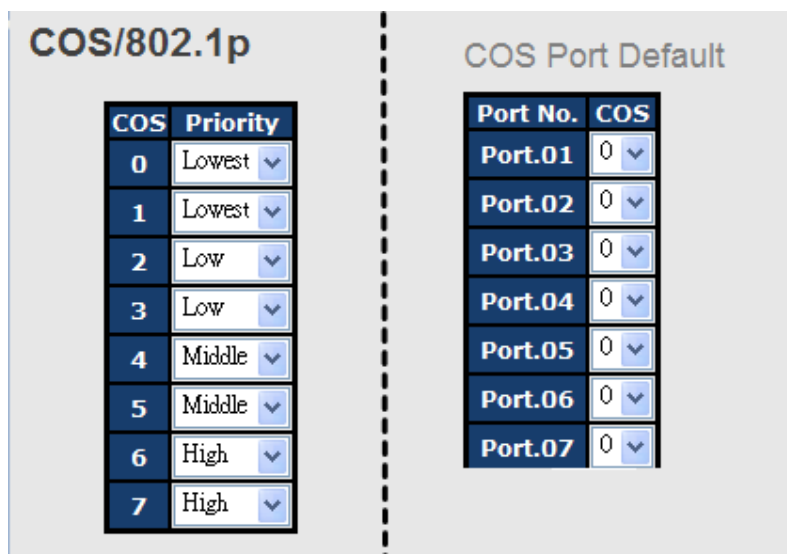 COS/802.1p
COS Priority
0 Lowest
1 Lowest
2 Low
3 Low
4 Middle
5 Middle
6 High
7 High
COS Port Default
Port No. COS
Port.01 0
Port.02 0
Port.03 0
Port.04 0
Port.05 0
Port.06 0
Port.07 0